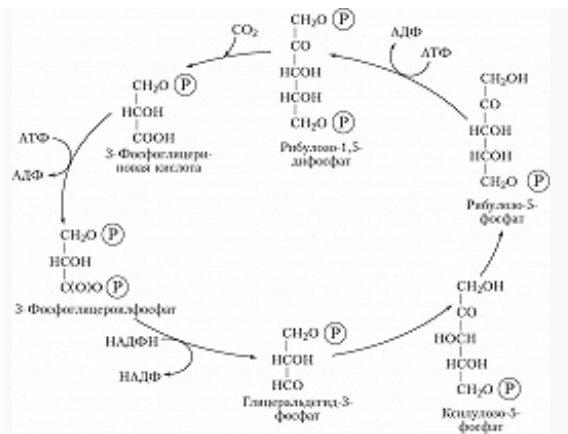 CH₂O P
CO
HCOH
HCOH
CH₂O P
Рибулозо-1,5-
дифосфат
CO₂
АДФ
АТФ
CH₂OH
CO
HCOH
HCOH
CH₂O P
Рибулозо-5-
фосфат
CH₂O P
HCOH
COOH
3-Фосфоглицери-
новая кислота
АТФ
АДФ
CH₂O P
HCOH
C(O)O P
3-Фосфоглицероилфосфат
НАДФН
НАДФ
CH₂O P
HCOH
HCO
Глицеральдегид-3-
фосфат
CH₂OH
CO
HOCH
HCOH
CH₂O P
Ксилулозо-5-
фосфат